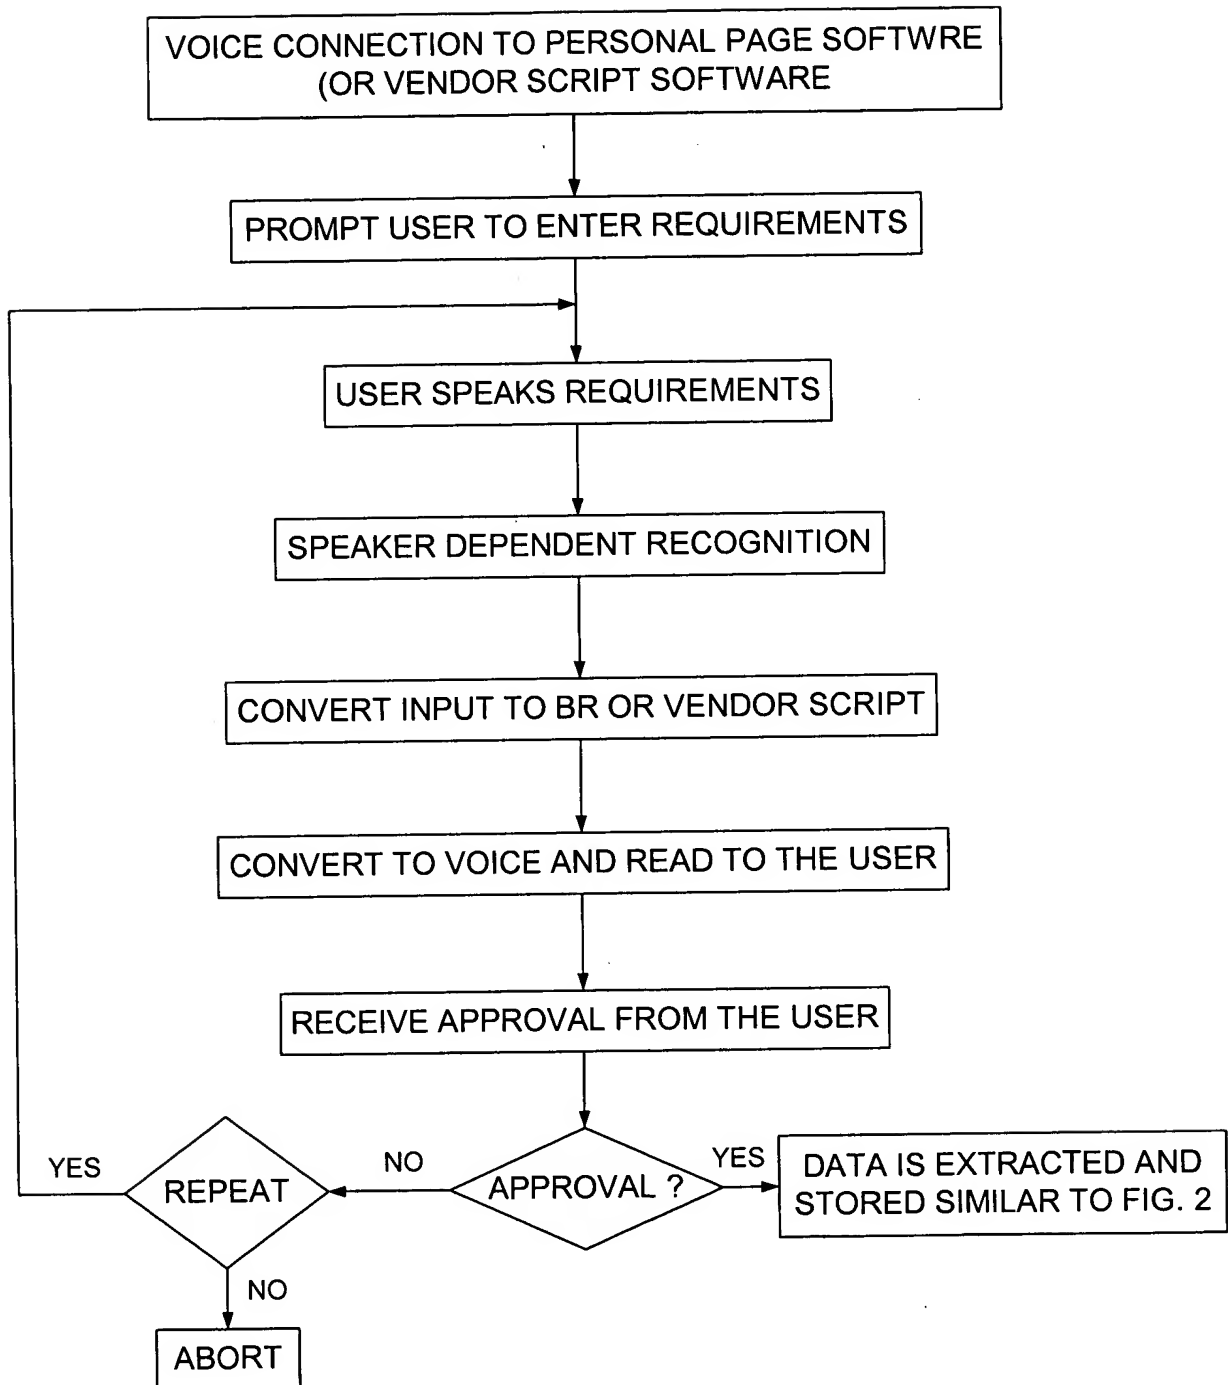 VOICE CONNECTION TO PERSONAL PAGE SOFTWRE
(OR VENDOR SCRIPT SOFTWARE
PROMPT USER TO ENTER REQUIREMENTS
USER SPEAKS REQUIREMENTS
SPEAKER DEPENDENT RECOGNITION
CONVERT INPUT TO BR OR VENDOR SCRIPT
CONVERT TO VOICE AND READ TO THE USER
RECEIVE APPROVAL FROM THE USER
YES
REPEAT
NO
APPROVAL ?
YES
DATA IS EXTRACTED AND
STORED SIMILAR TO FIG. 2
NO
ABORT